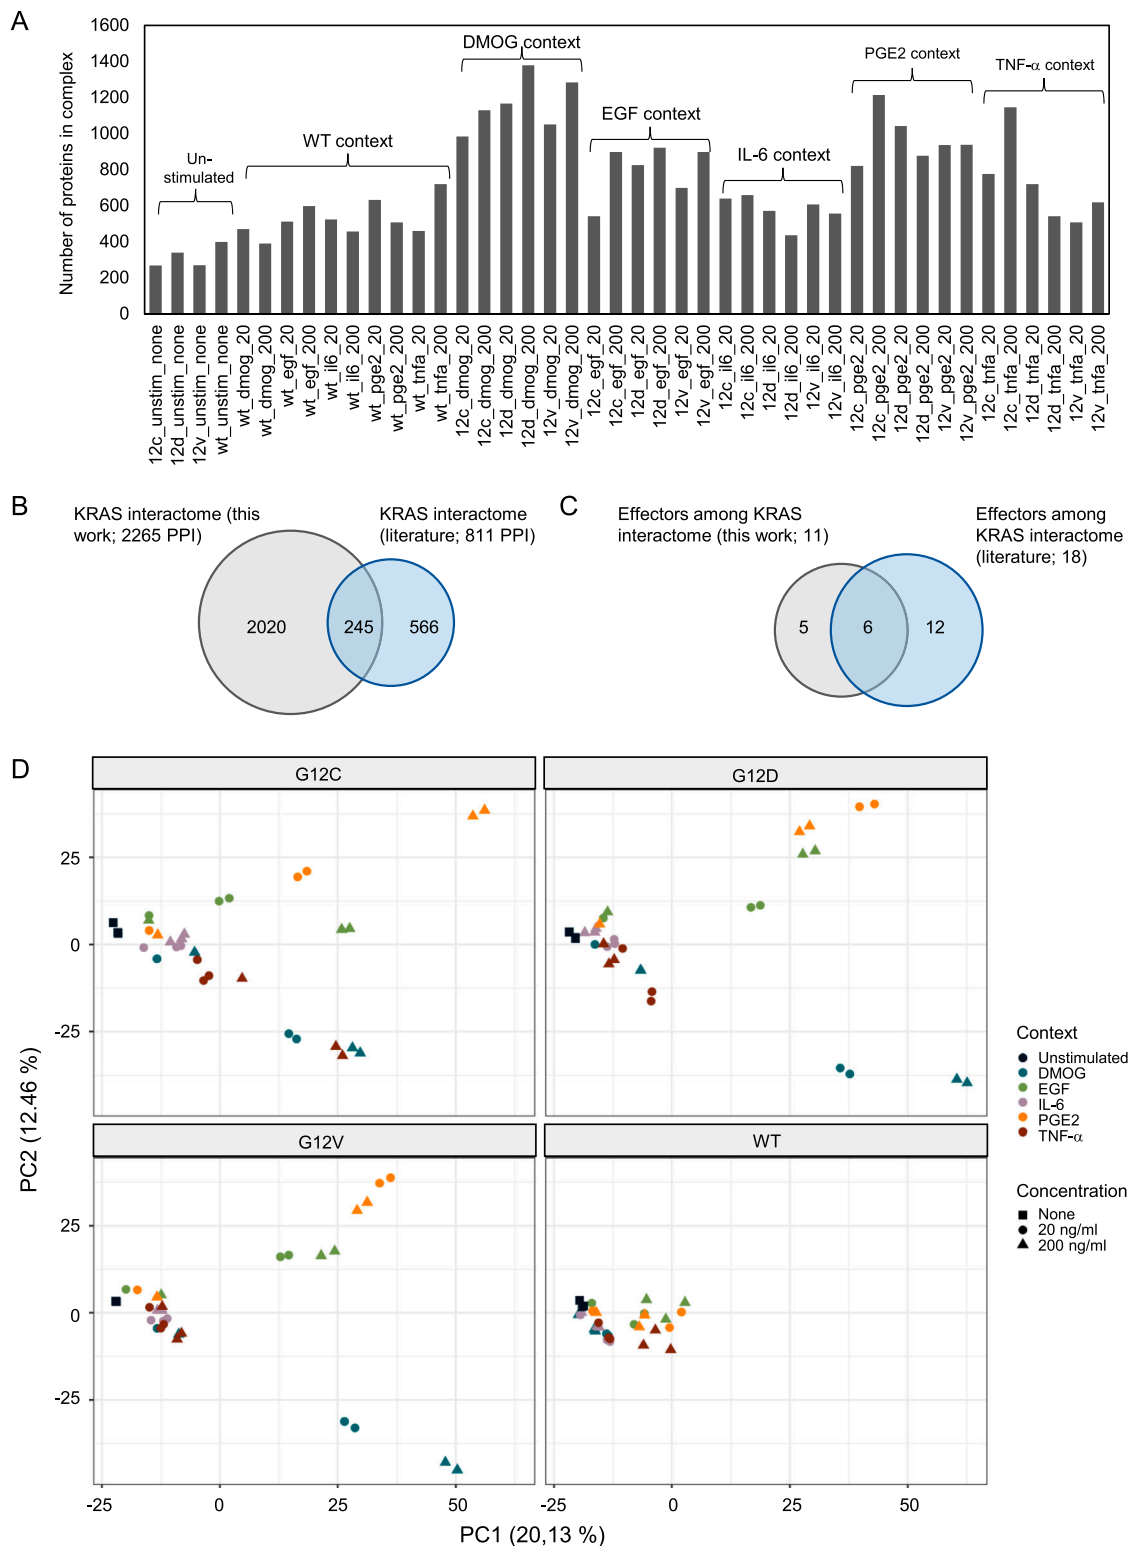 A
Number of proteins in complex
1600
1400
1200
1000
800
600
400
200
0
Un-
stimulated
WT context
DMOG context
EGF context
IL-6 context
PGE2 context
TNF-α context
12c_unstim_none
12d_unstim_none
12v_unstim_none
wt_unstim_none
wt_dmog_20
wt_dmog_200
wt_egf_20
wt_egf_200
wt_il6_20
wt_il6_200
wt_pge2_20
wt_pge2_200
wt_tnfa_20
wt_tnfa_200
12c_dmog_20
12c_dmog_200
12d_dmog_20
12d_dmog_200
12v_dmog_20
12v_dmog_200
12c_egf_20
12c_egf_200
12d_egf_20
12d_egf_200
12v_egf_20
12v_egf_200
12c_il6_20
12c_il6_200
12d_il6_20
12d_il6_200
12v_il6_20
12v_il6_200
12c_pge2_20
12c_pge2_200
12d_pge2_20
12d_pge2_200
12v_pge2_20
12v_pge2_200
12c_tnfa_20
12c_tnfa_200
12d_tnfa_20
12d_tnfa_200
12v_tnfa_20
12v_tnfa_200
B
KRAS interactome (this
work; 2265 PPI)
KRAS interactome
(literature; 811 PPI)
2020
245
566
C
Effectors among KRAS
interactome (this work; 11)
Effectors among
KRAS interactome
(literature; 18)
5
6
12
D
G12C
G12D
25
0
-25
G12V
WT
25
0
-25
-25
0
25
50
-25
0
25
50
PC2 (12.46 %)
PC1 (20,13 %)
Context
Unstimulated
DMOG
EGF
IL-6
PGE2
TNF-α
Concentration
None
20 ng/ml
200 ng/ml